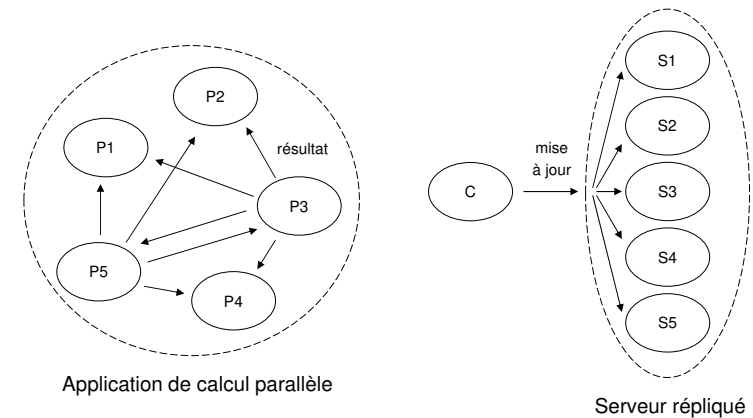 P2
P1
résultat
P3
P5
P4
Application de calcul parallèle
C
mise
à jour
S1
S2
S3
S4
S5
Serveur répliqué